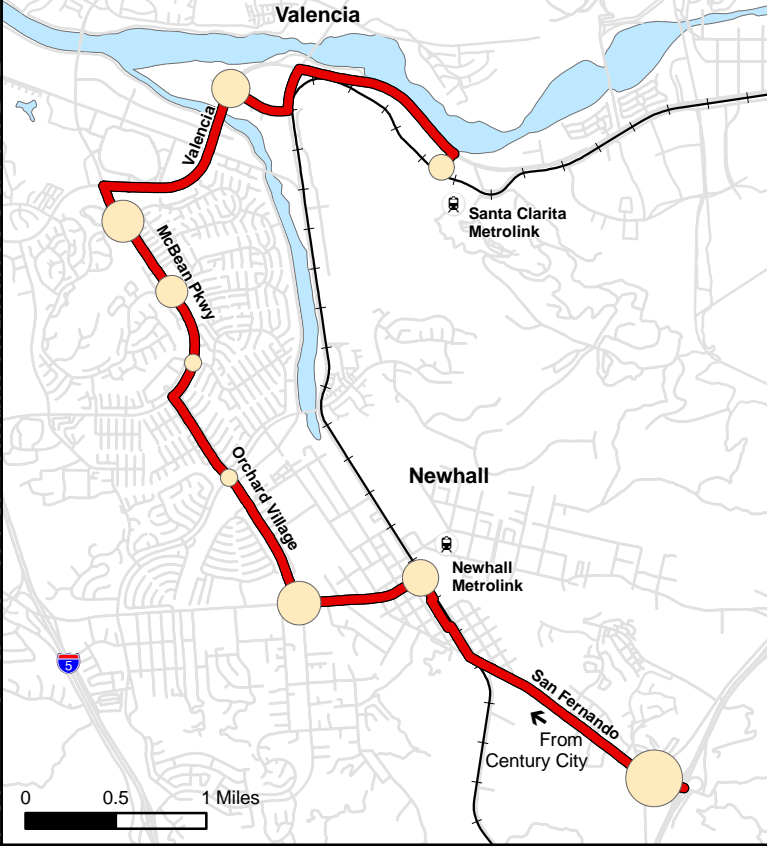 Valencia
Valencia
McBean Pkwy
Santa Clarita
Metrolink
Orchard Village
Newhall
Newhall
Metrolink
5
San Fernando
From
Century City
0 0.5 1 Miles